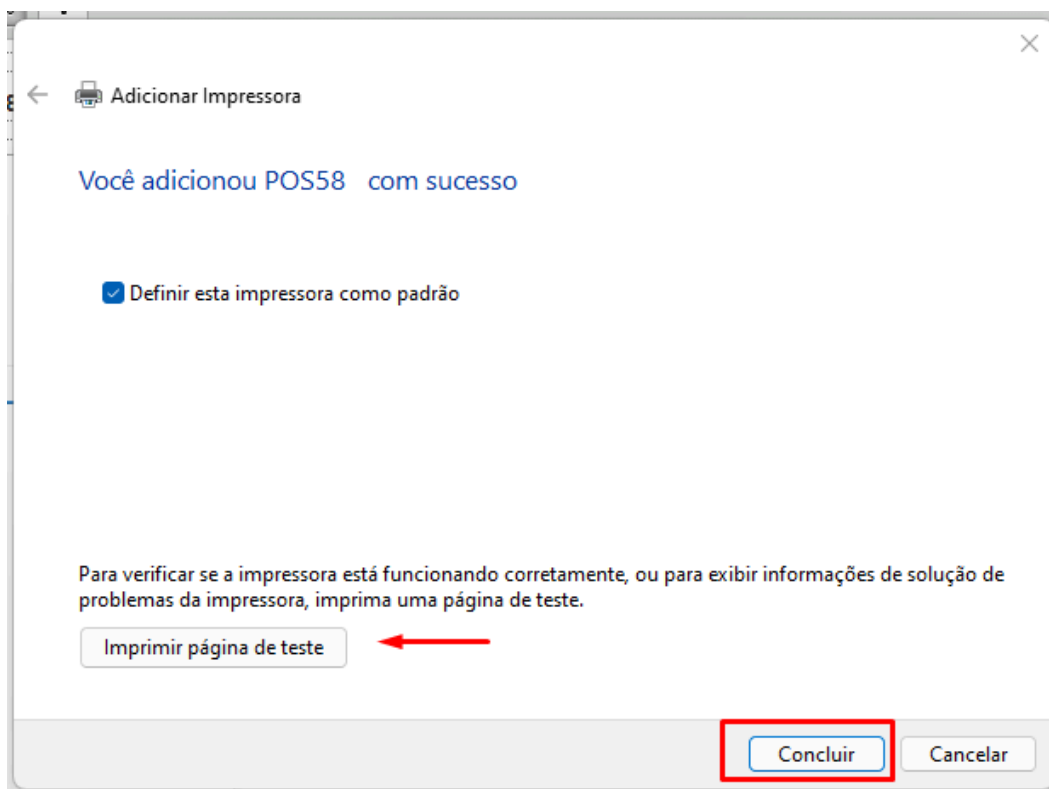 Adicionar Impressora
Você adicionou POS58 com sucesso
Definir esta impressora como padrão
Para verificar se a impressora está funcionando corretamente, ou para exibir informações de solução de
problemas da impressora, imprima uma página de teste.
Imprimir página de teste
Concluir
Cancelar